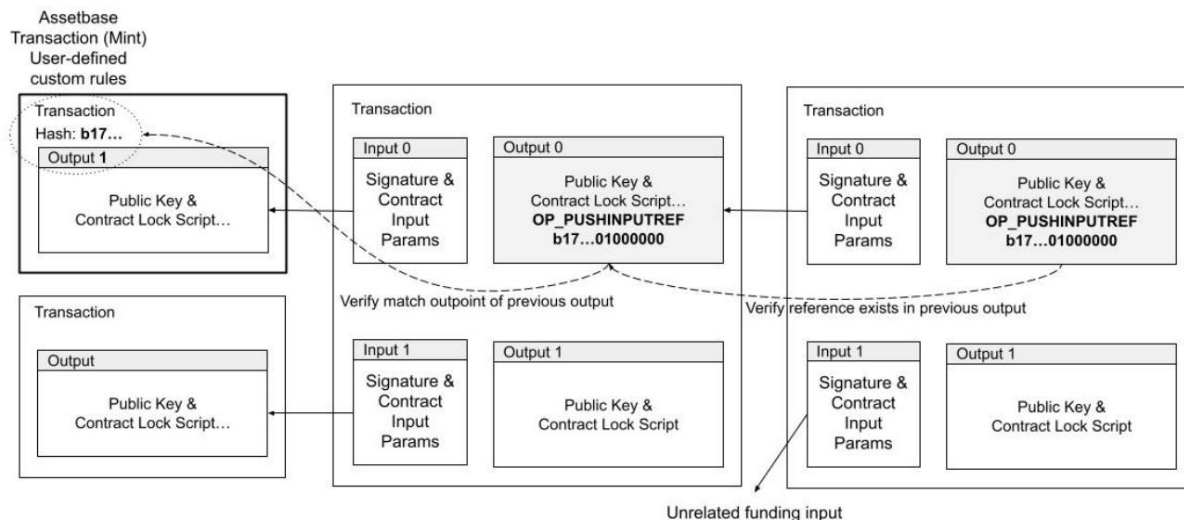 Assetbase
Transaction (Mint)
User-defined
custom rules
Transaction
Hash: b17...
Output 1
Public Key &
Contract Lock Script...
Transaction
Output
Public Key &
Contract Lock Script...
Transaction
Input 0
Signature &
Contract
Input
Params
Output 0
Public Key &
Contract Lock Script...
OP_PUSHINPUTREF
b17...01000000
Verify match outpoint of previous output
Input 1
Signature &
Contract
Input
Params
Output 1
Public Key &
Contract Lock Script
Transaction
Input 0
Signature &
Contract
Input
Params
Output 0
Public Key &
Contract Lock Script...
OP_PUSHINPUTREF
b17...01000000
Verify reference exists in previous output
Input 1
Signature &
Contract
Input
Params
Output 1
Public Key &
Contract Lock Script
Unrelated funding input